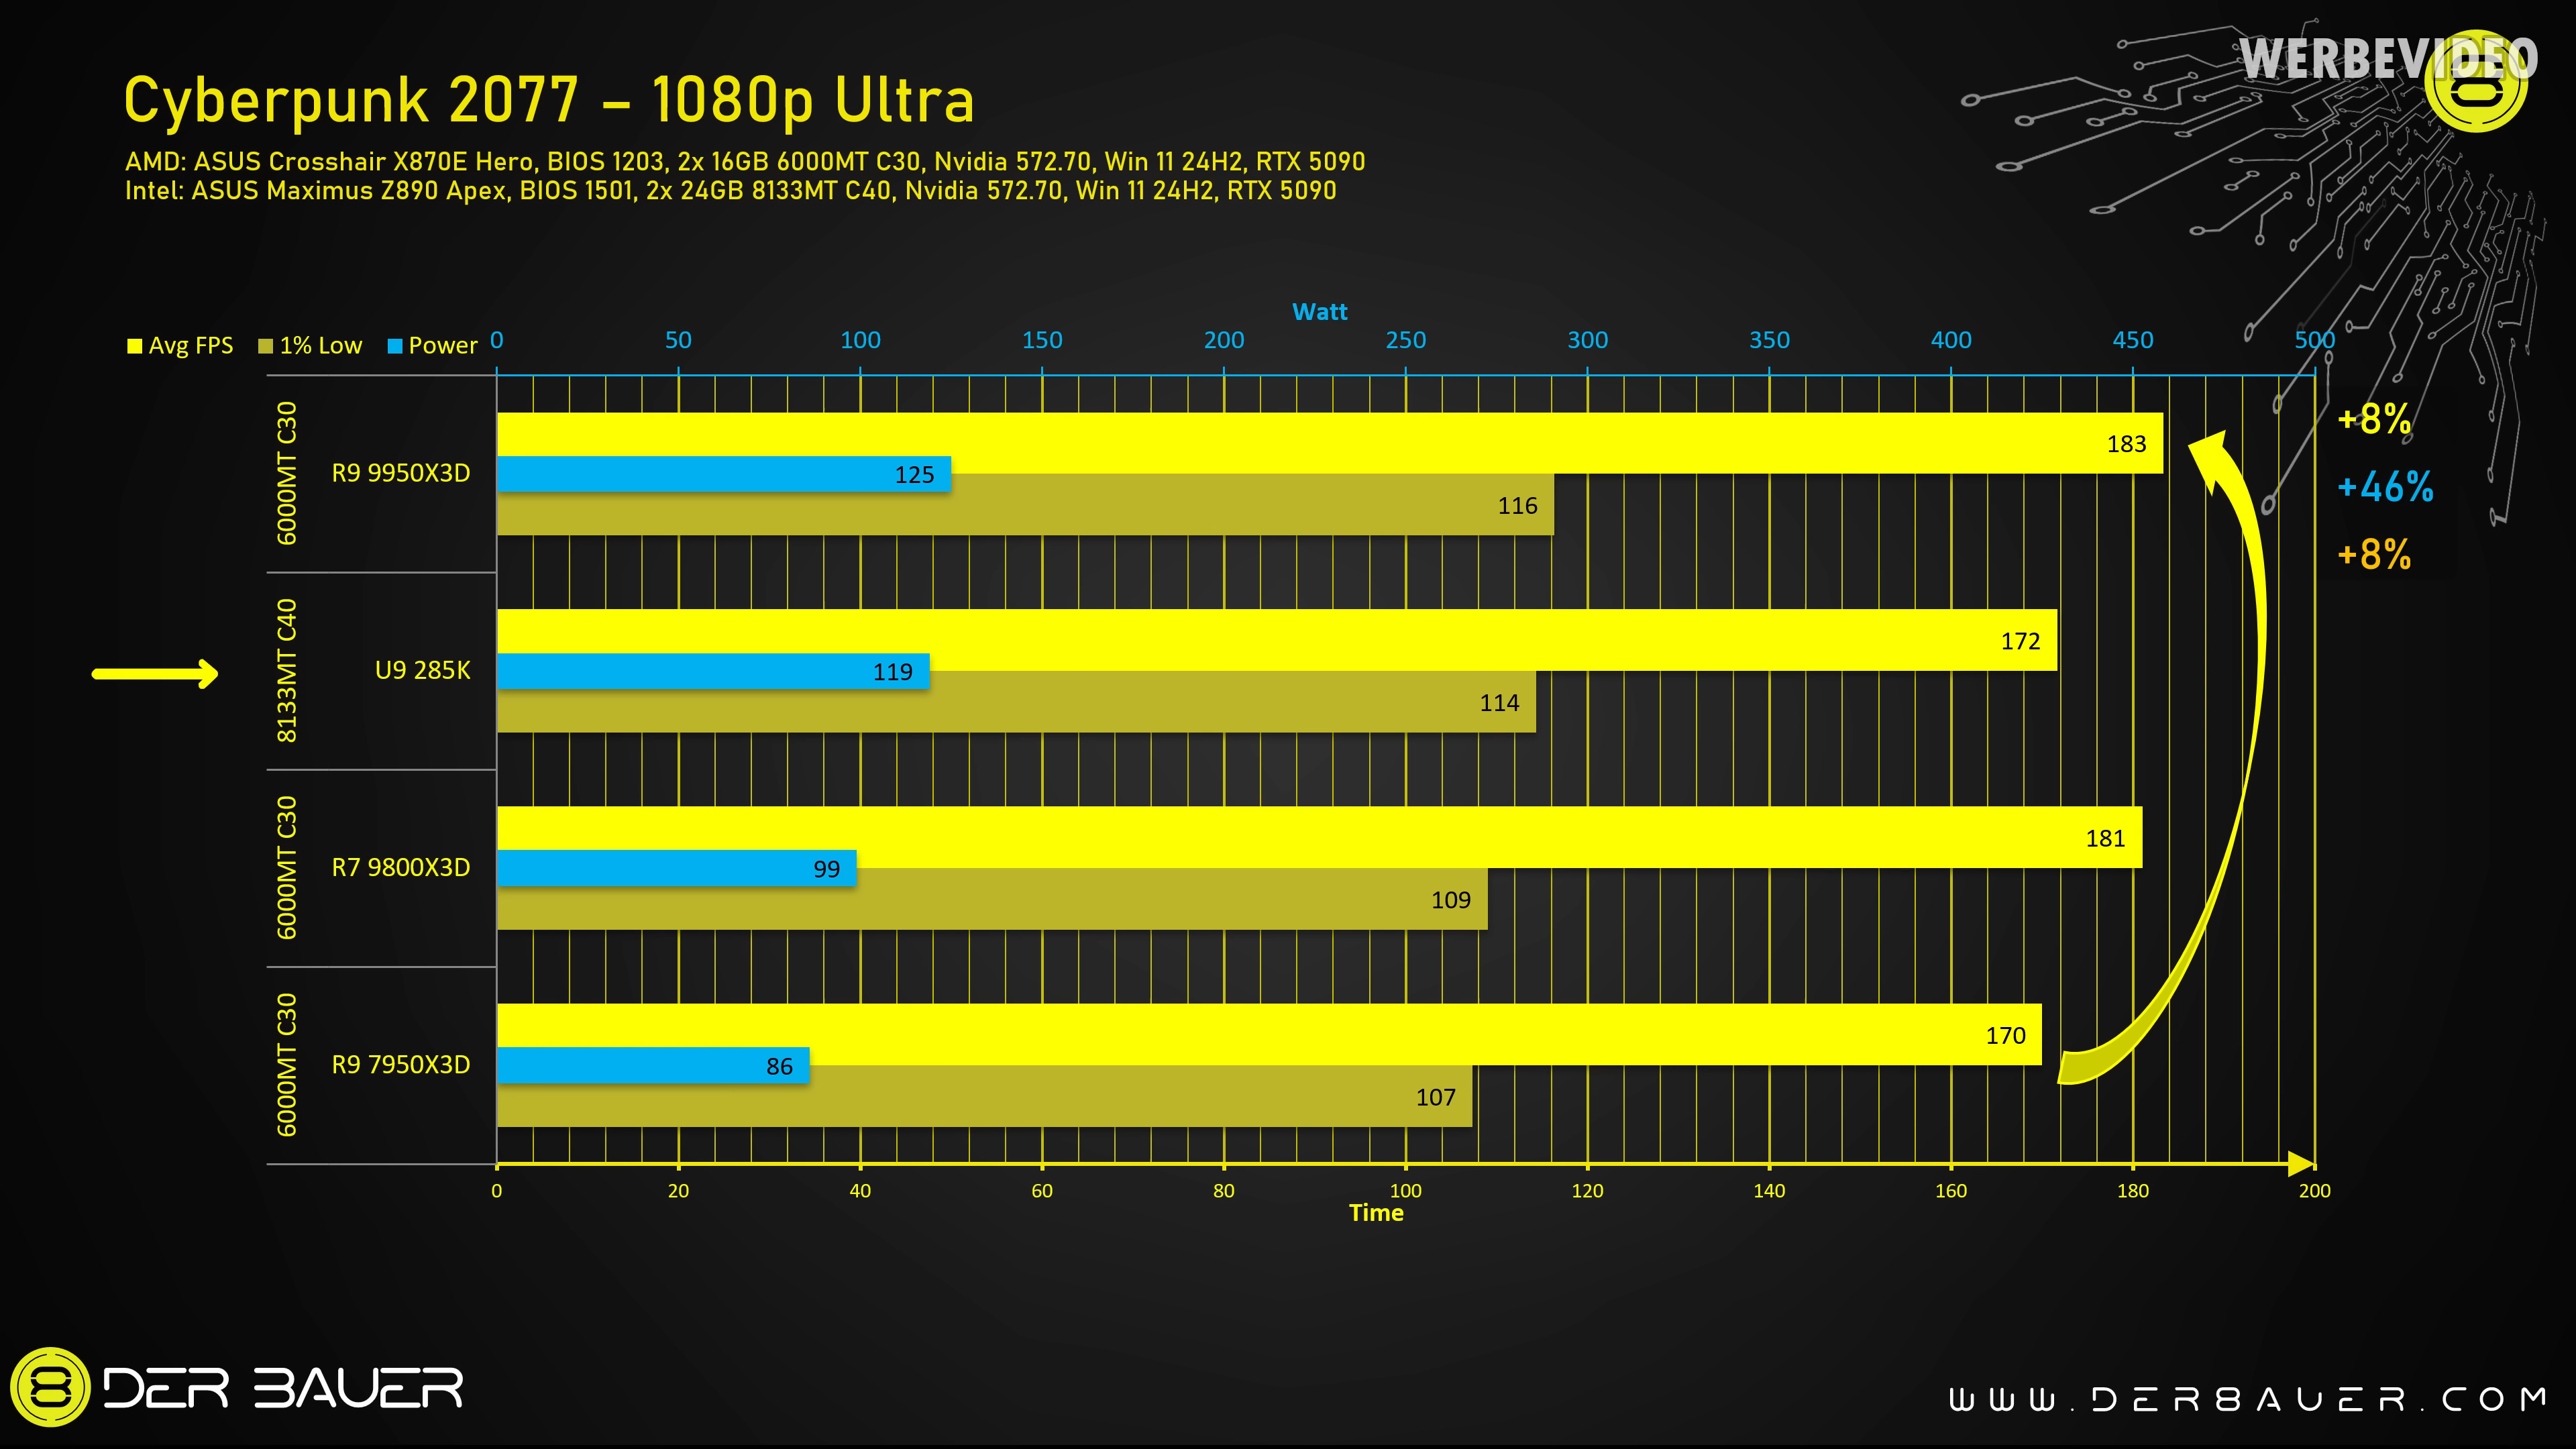 WERBEVIDEO
Cyberpunk 2077 – 1080p Ultra
AMD: ASUS Crosshair X870E Hero, BIOS 1203, 2x 16GB 6000MT C30, Nvidia 572.70, Win 11 24H2, RTX 5090
Intel: ASUS Maximus Z890 Apex, BIOS 1501, 2x 24GB 8133MT C40, Nvidia 572.70, Win 11 24H2, RTX 5090
Watt
Avg FPS 1% Low Power
0 50 100 150 200 250 300 350 400 450 500
6000MT C30
R9 9950X3D
183
125
116
+8%
+46%
+8%
8133MT C40
U9 285K
172
119
114
6000MT C30
R7 9800X3D
181
99
109
6000MT C30
R9 7950X3D
170
86
107
0 20 40 60 80 100 120 140 160 180 200
Time
DER 8AUER
WWW.DER8AUER.COM